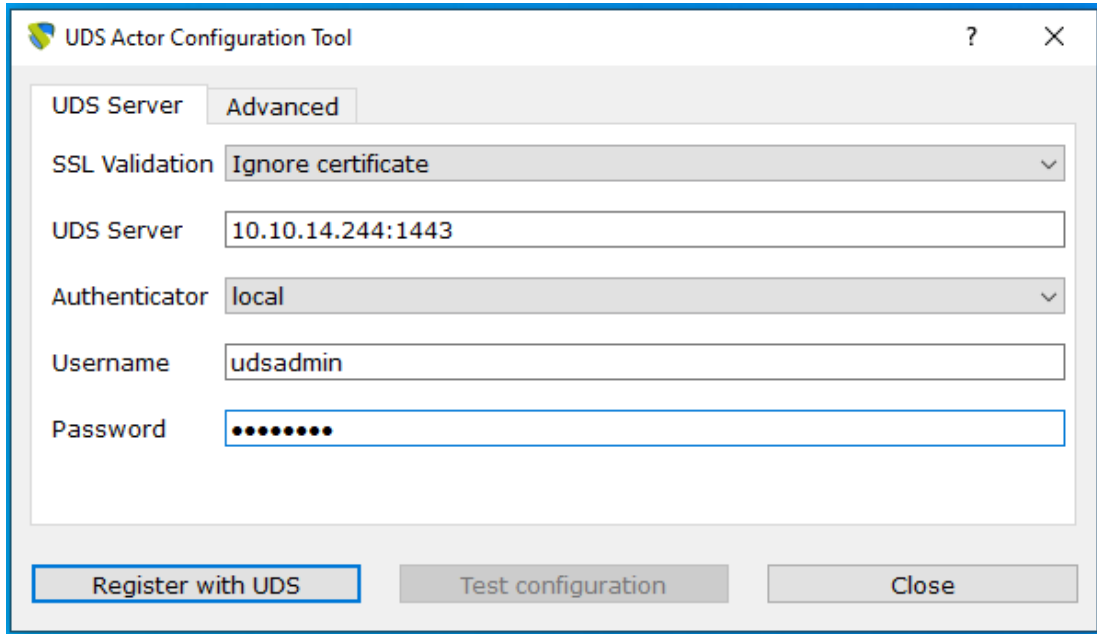 UDS Actor Configuration Tool ?
UDS Server Advanced
SSL Validation Ignore certificate
UDS Server 10.10.14.244:1443
Authenticator local
Username udsadmin
Password ●●●●●●●●
Register with UDS Test configuration Close